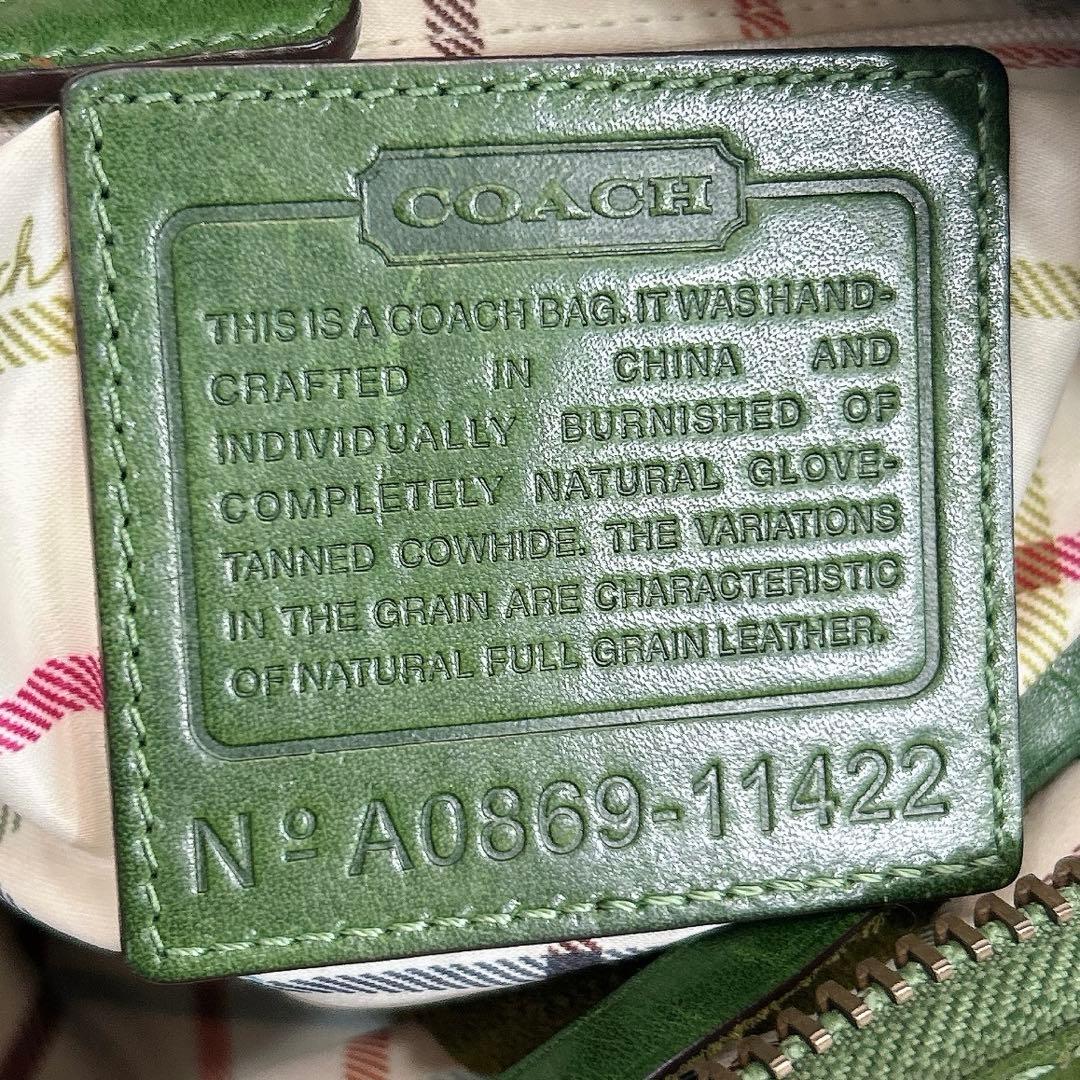 COACH
THIS IS A COACH BAG. IT WAS HAND-
CRAFTED IN CHINA AND
INDIVIDUALLY BURNISHED OF
COMPLETELY NATURAL GLOVE-
TANNED COWHIDE. THE VARIATIONS
IN THE GRAIN ARE CHARACTERISTIC
OF NATURAL FULL GRAIN LEATHER.
Nº A0869-11422